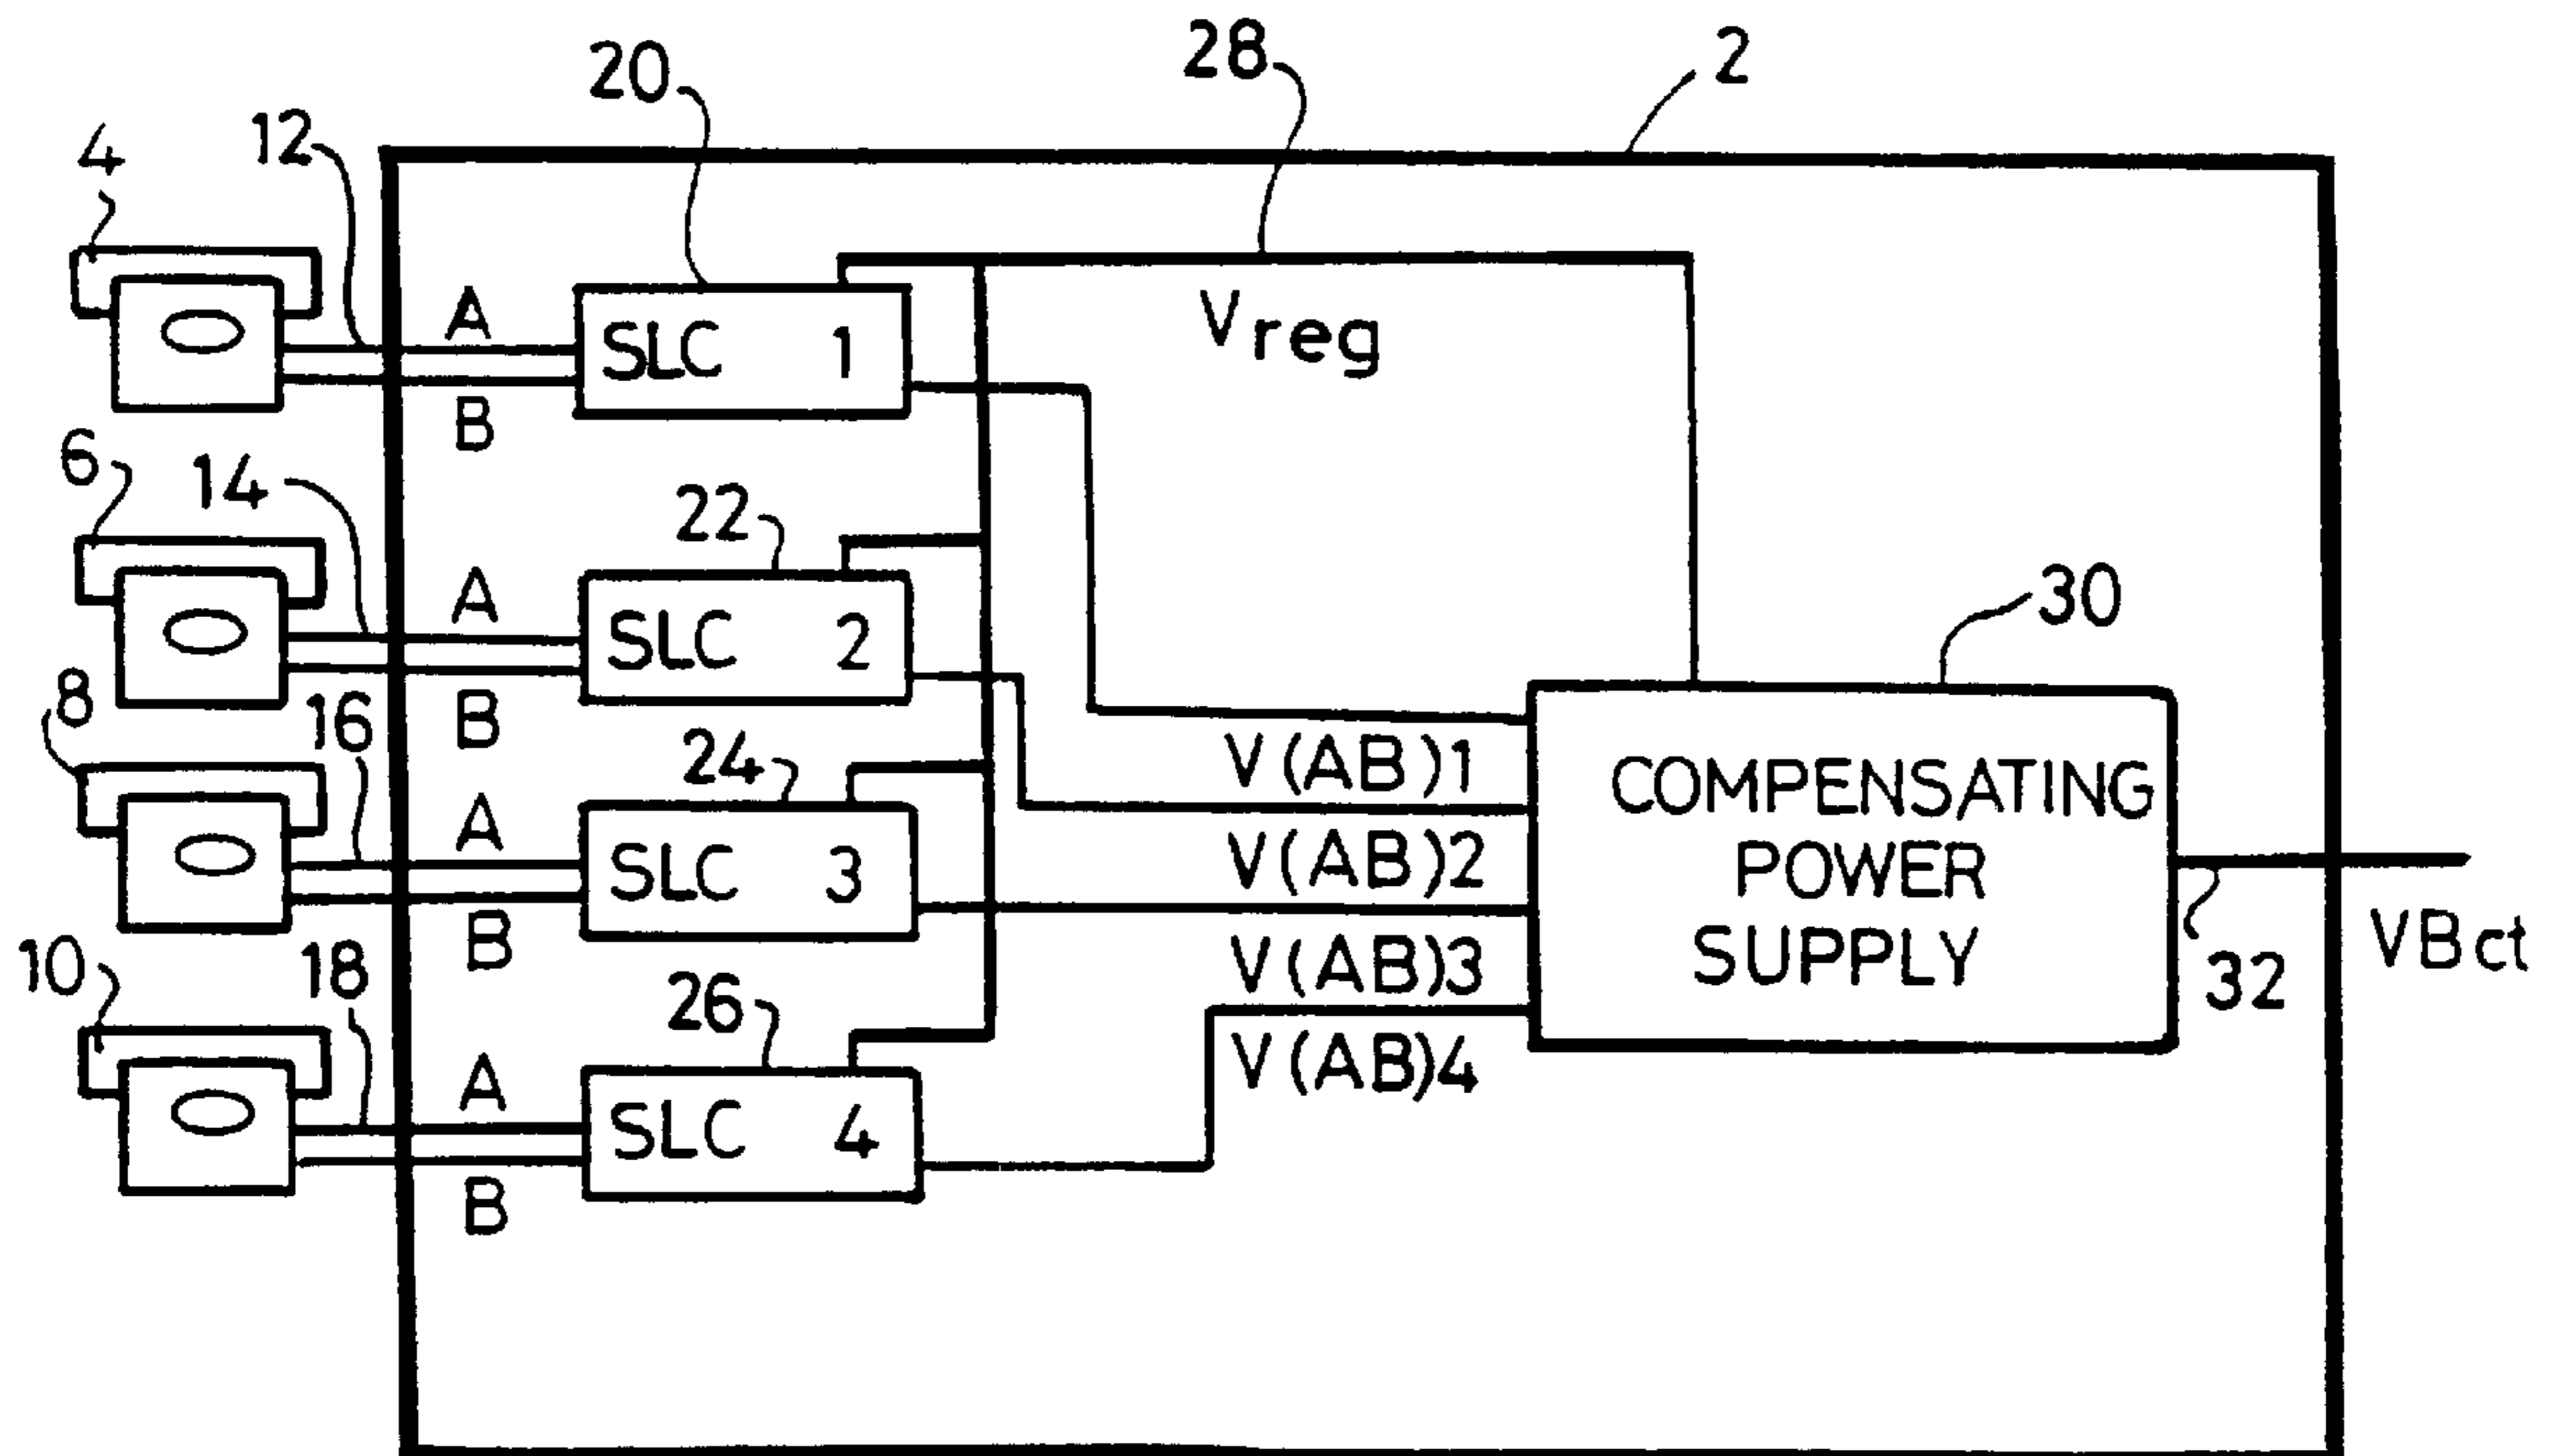 2
28
20
12
4
A
SLC 1
Vreg
B
6
14
22
A
SLC 2
30
B
8
16
24
V(AB)1
COMPENSATING
POWER
SUPPLY
A
SLC 3
V(AB)2
B
VBct
10
18
26
V(AB)3
32
A
SLC 4
V(AB)4
B